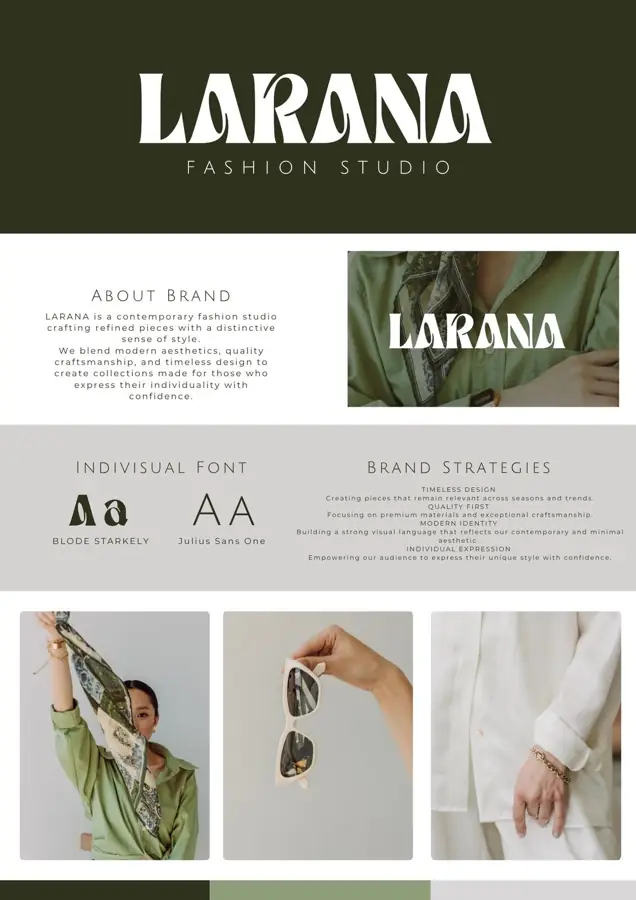 LARANA
FASHION STUDIO
ABOUT BRAND
LARANA is a contemporary fashion studio
crafting refined pieces with a distinctive
sense of style.
We blend modern aesthetics, quality
craftsmanship, and timeless design to
create collections made for those who
express their individuality with
confidence.
LARANA
INDIVISUAL FONT
Aa
BLODE STARKELY
AA
Julius Sans One
BRAND STRATEGIES
TIMELESS DESIGN
Creating pieces that remain relevant across seasons and trends.
QUALITY FIRST
Focusing on premium materials and exceptional craftsmanship.
MODERN IDENTITY
Building a strong visual language that reflects our contemporary and minimal
aesthetic.
INDIVIDUAL EXPRESSION
Empowering our audience to express their unique style with confidence.